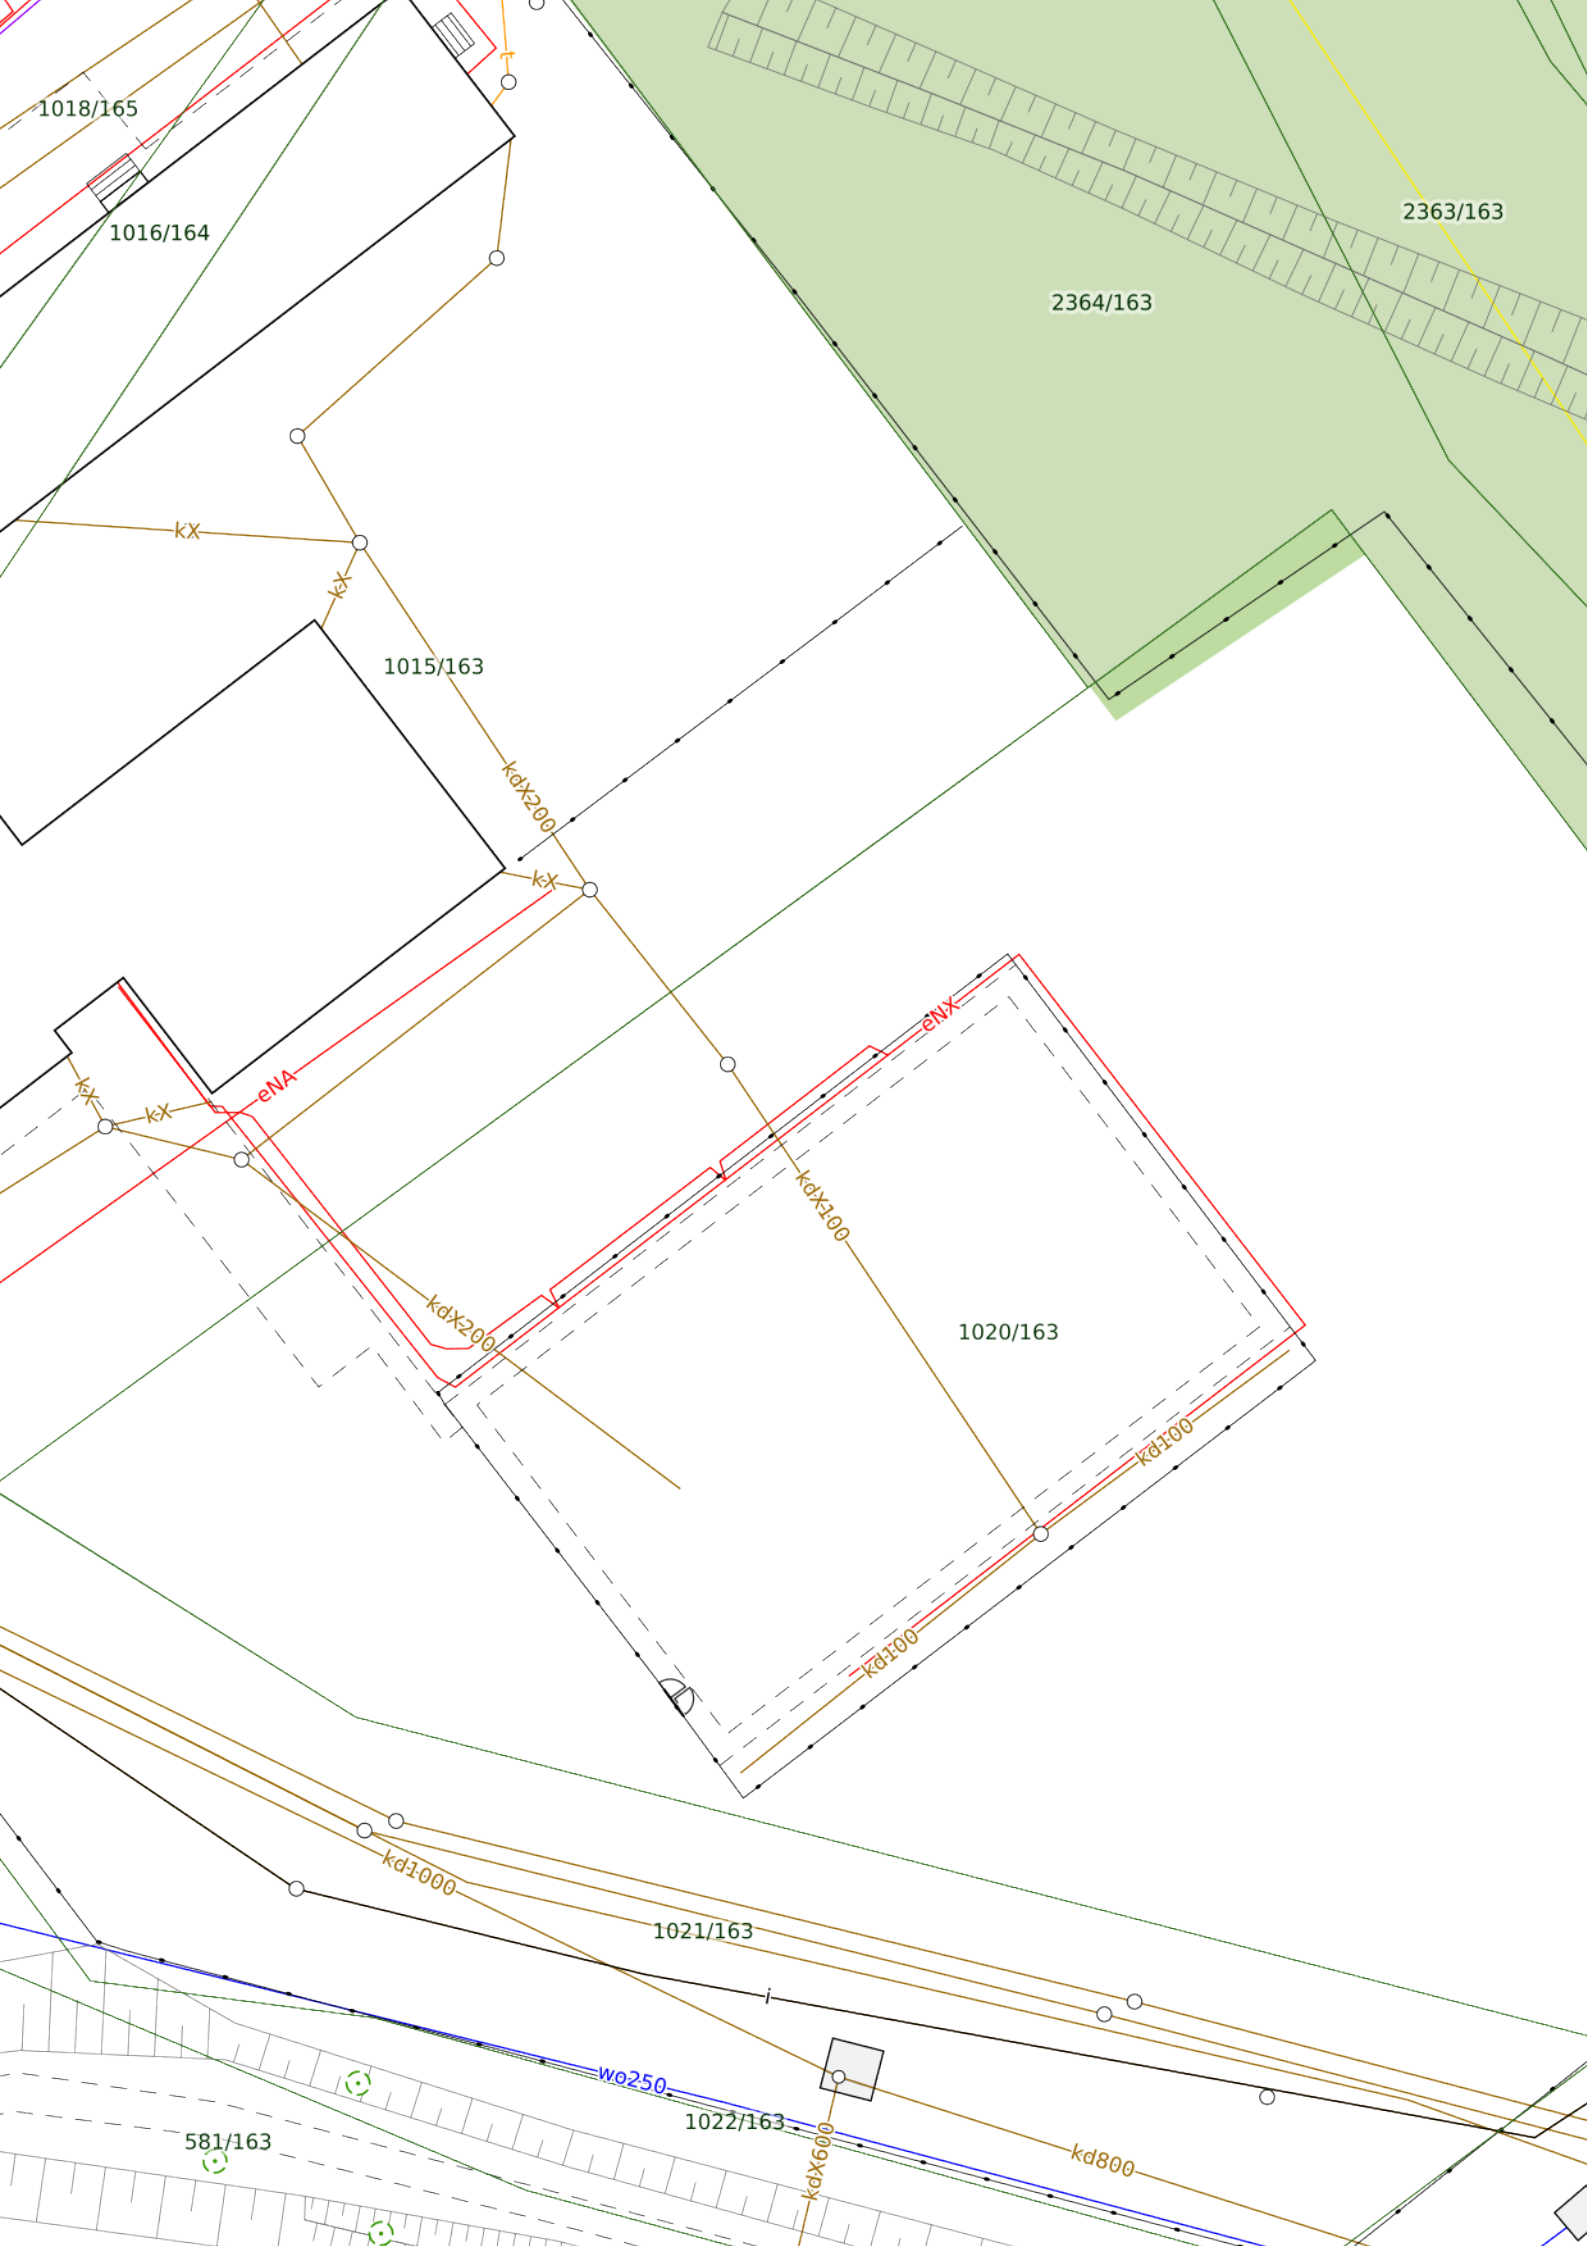 t
1018/165
2363/163
1016/164
2364/163
kX
kX
1015/163
kdX200
kX
eNX
eNA
kX
kX
kdX100
kdX200
1020/163
kd100
kd100
kd1000
1021/163
i
wo250
1022/163
581/163
kd800
kdX600